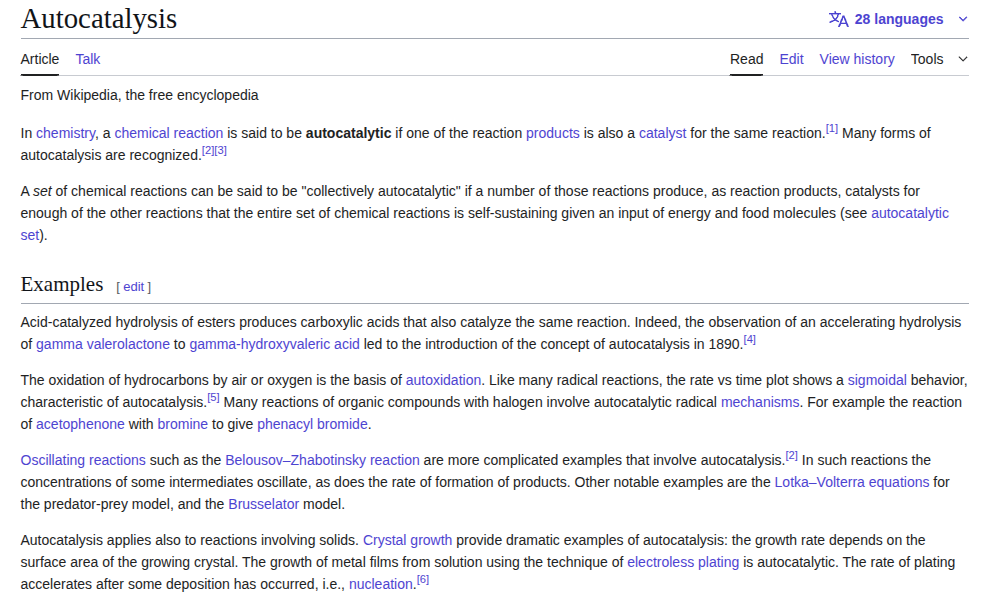 Autocatalysis
28 languages
Article Talk Read Edit View history Tools
From Wikipedia, the free encyclopedia
In chemistry, a chemical reaction is said to be autocatalytic if one of the reaction products is also a catalyst for the same reaction.[1] Many forms of
autocatalysis are recognized.[2][3]
A set of chemical reactions can be said to be "collectively autocatalytic" if a number of those reactions produce, as reaction products, catalysts for
enough of the other reactions that the entire set of chemical reactions is self-sustaining given an input of energy and food molecules (see autocatalytic
set).
Examples [ edit ]
Acid-catalyzed hydrolysis of esters produces carboxylic acids that also catalyze the same reaction. Indeed, the observation of an accelerating hydrolysis
of gamma valerolactone to gamma-hydroxyvaleric acid led to the introduction of the concept of autocatalysis in 1890.[4]
The oxidation of hydrocarbons by air or oxygen is the basis of autoxidation. Like many radical reactions, the rate vs time plot shows a sigmoidal behavior,
characteristic of autocatalysis.[5] Many reactions of organic compounds with halogen involve autocatalytic radical mechanisms. For example the reaction
of acetophenone with bromine to give phenacyl bromide.
Oscillating reactions such as the Belousov–Zhabotinsky reaction are more complicated examples that involve autocatalysis.[2] In such reactions the
concentrations of some intermediates oscillate, as does the rate of formation of products. Other notable examples are the Lotka–Volterra equations for
the predator-prey model, and the Brusselator model.
Autocatalysis applies also to reactions involving solids. Crystal growth provide dramatic examples of autocatalysis: the growth rate depends on the
surface area of the growing crystal. The growth of metal films from solution using the technique of electroless plating is autocatalytic. The rate of plating
accelerates after some deposition has occurred, i.e., nucleation.[6]